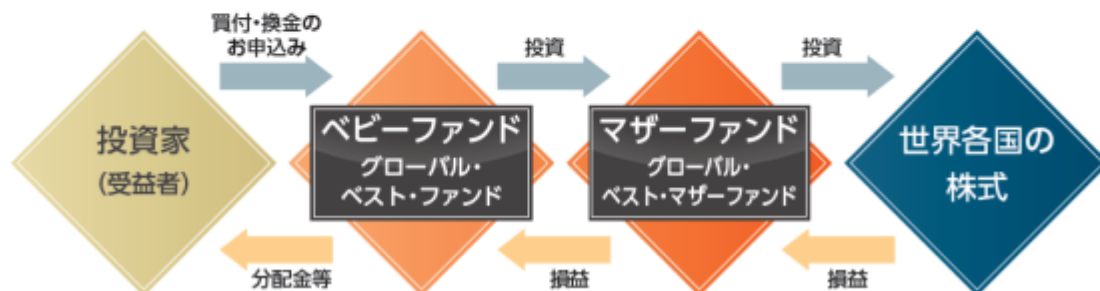 買付・換金の
お申込み
投資
投資
投資家
(受益者)
ベビーファンド
グローバル・
ベスト・ファンド
マザーファンド
グローバル・
ベスト・マザーファンド
世界各国の
株式
分配金等
損益
損益